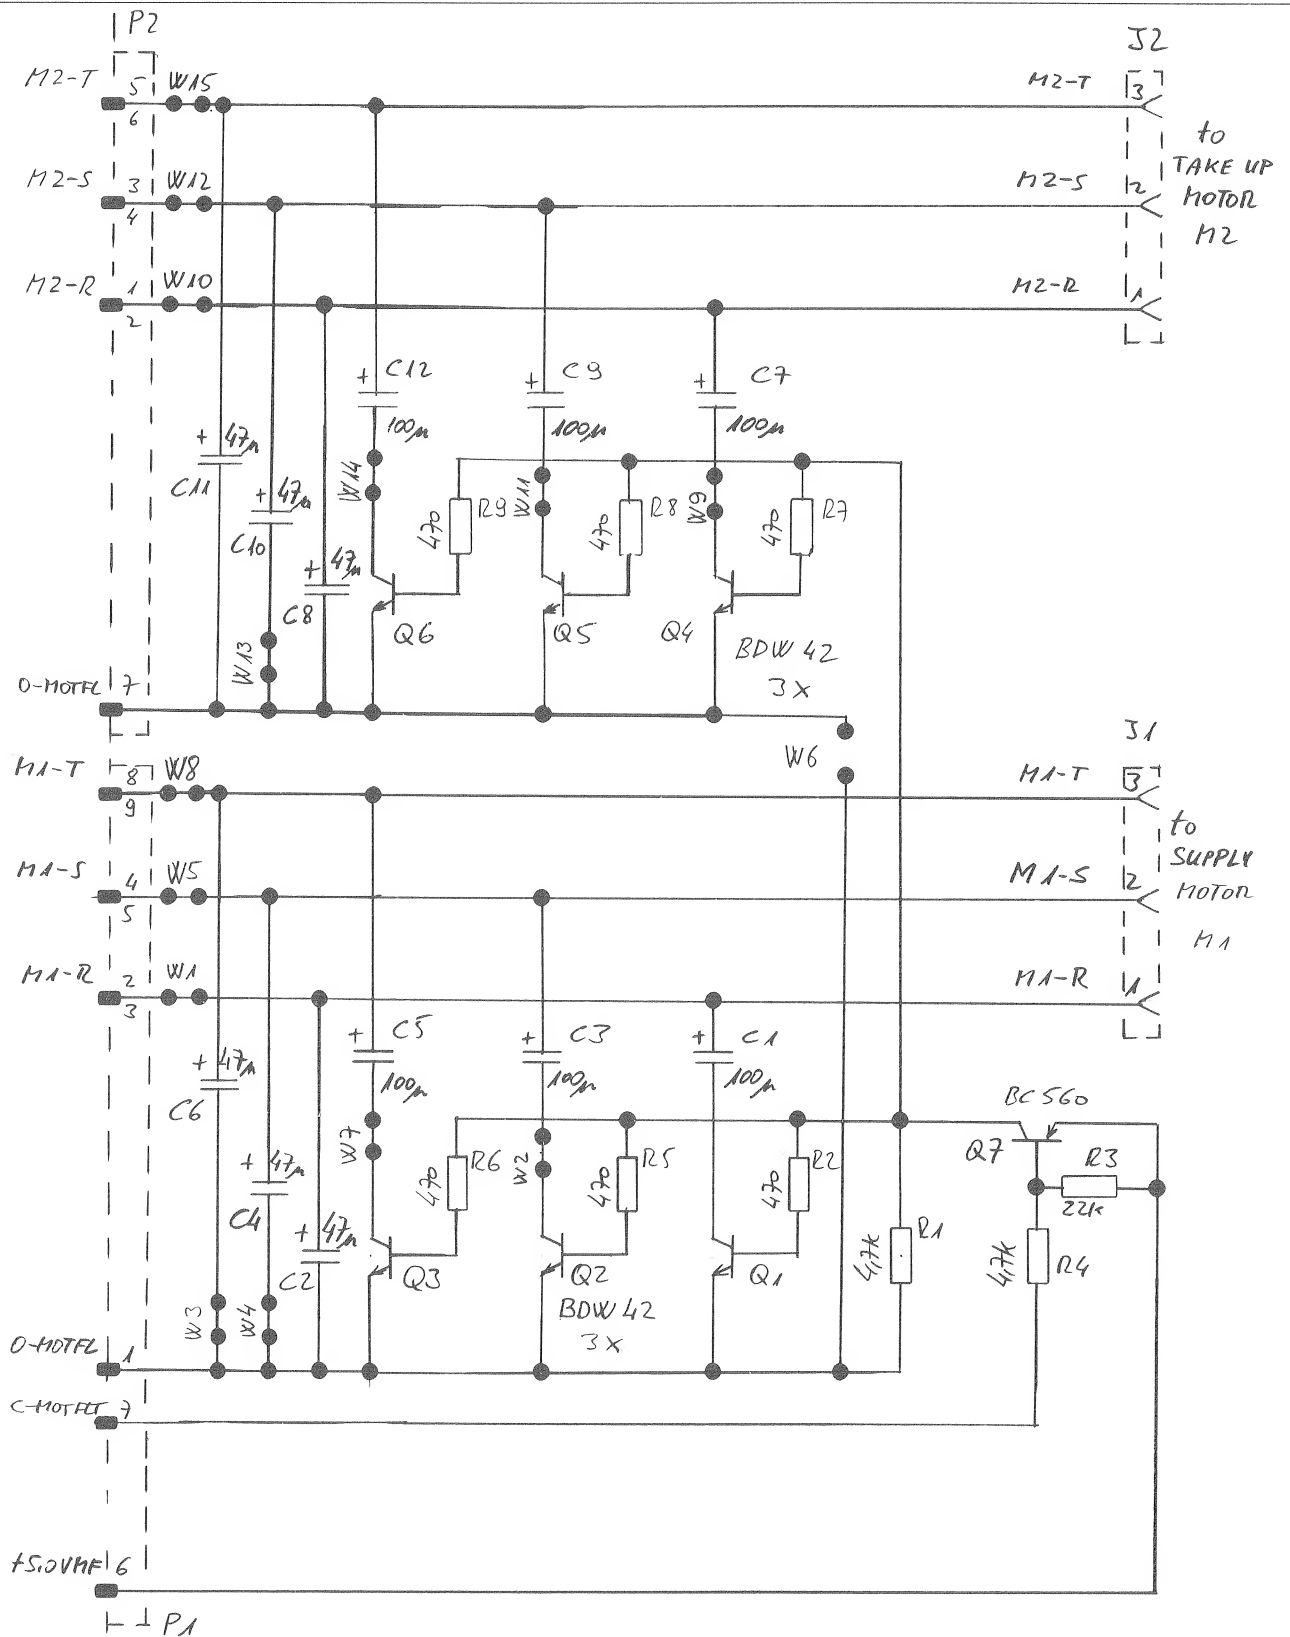 P2
J2
M2-T
5
W15
M2-T
3
6
to
TAKE UP
MOTOR
M2
M2-S
3
W12
M2-S
2
4
M2-R
1
W10
M2-R
1
2
+ C12
100µ
+ C9
100µ
+ C7
100µ
+ 47µ
C11
+ 47µ
C10
+ 47µ
C8
W14
W11
W9
470
R9
470
R8
470
R7
W13
Q6
Q5
Q4
BDW 42
3X
0-MOTFL
7
W6
J1
M1-T
8
W8
M1-T
3
9
to
SUPPLY
MOTOR
M1
M1-S
4
W5
M1-S
2
5
M1-R
2
W1
M1-R
1
3
+ C5
100µ
+ C3
100µ
+ C1
100µ
+ 47µ
C6
+ 47µ
C4
+ 47µ
C2
BC560
Q7
R3
22K
W7
W2
470
R6
470
R5
470
R2
4,7K
R1
4,7K
R4
Q3
Q2
Q1
BDW 42
3X
W3
W4
0-MOTFL
1
C-MOTFLT
7
+5.0VMF
6
P1